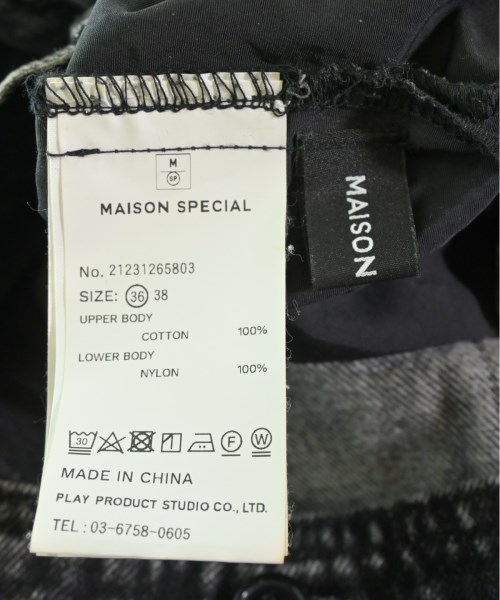 M
SP
MAISON SPECIAL
No. 21231265803
SIZE: 36 38
UPPER BODY
COTTON 100%
LOWER BODY
NYLON 100%
30 F W
MADE IN CHINA
PLAY PRODUCT STUDIO CO., LTD.
TEL: 03-6758-0605
MAISON